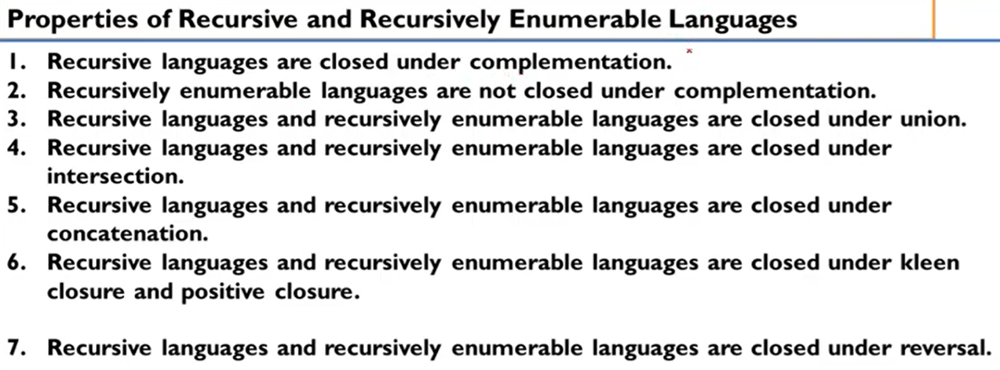 Properties of Recursive and Recursively Enumerable Languages
1. Recursive languages are closed under complementation.
2. Recursively enumerable languages are not closed under complementation.
3. Recursive languages and recursively enumerable languages are closed under union.
4. Recursive languages and recursively enumerable languages are closed under
intersection.
5. Recursive languages and recursively enumerable languages are closed under
concatenation.
6. Recursive languages and recursively enumerable languages are closed under kleen
closure and positive closure.
7. Recursive languages and recursively enumerable languages are closed under reversal.